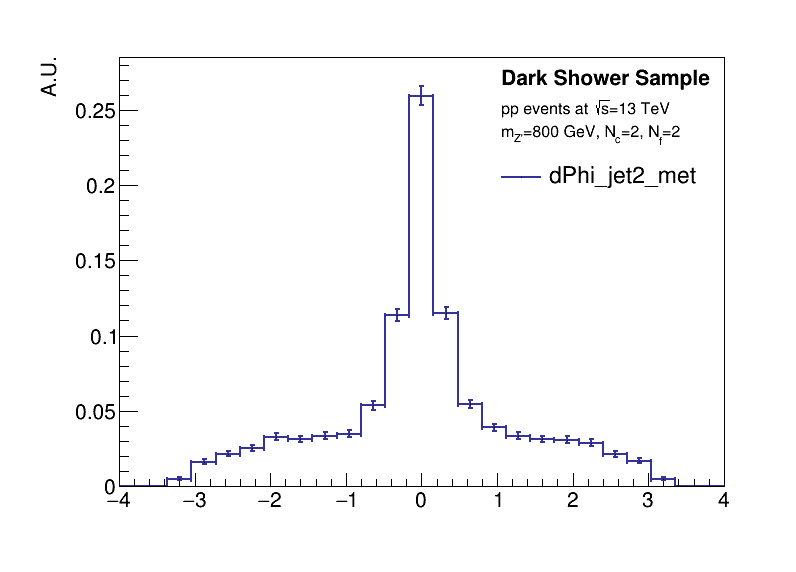 A.U.
Dark Shower Sample
pp events at √s=13 TeV
m_Z'=800 GeV, N_c=2, N_f=2
dPhi_jet2_met
0.25
0.2
0.15
0.1
0.05
0
−4 −3 −2 −1 0 1 2 3 4